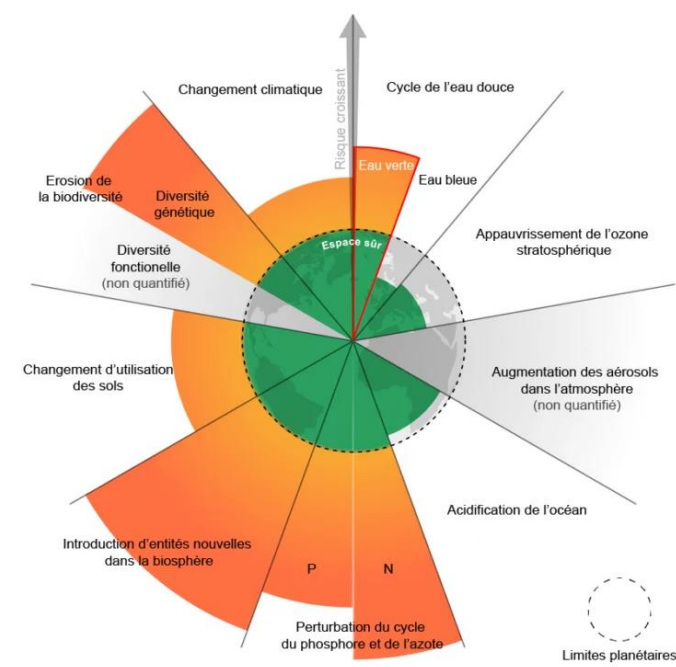 Changement climatique
Cycle de l'eau douce
Risque croissant
Eau verte
Eau bleue
Erosion de
la biodiversité
Diversité
génétique
Espace sûr
Appauvrissement de l'ozone
stratosphérique
Diversité
fonctionelle
(non quantifié)
Changement d'utilisation
des sols
Augmentation des aérosols
dans l'atmosphère
(non quantifié)
Acidification de l'océan
Introduction d'entités nouvelles
dans la biosphère
P
N
Perturbation du cycle
du phosphore et de l'azote
Limites planétaires